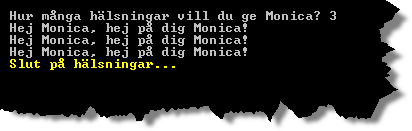 Hur många hälsningar vill du ge Monica? 3
Hej Monica, hej på dig Monica!
Hej Monica, hej på dig Monica!
Hej Monica, hej på dig Monica!
Slut på hälsningar...